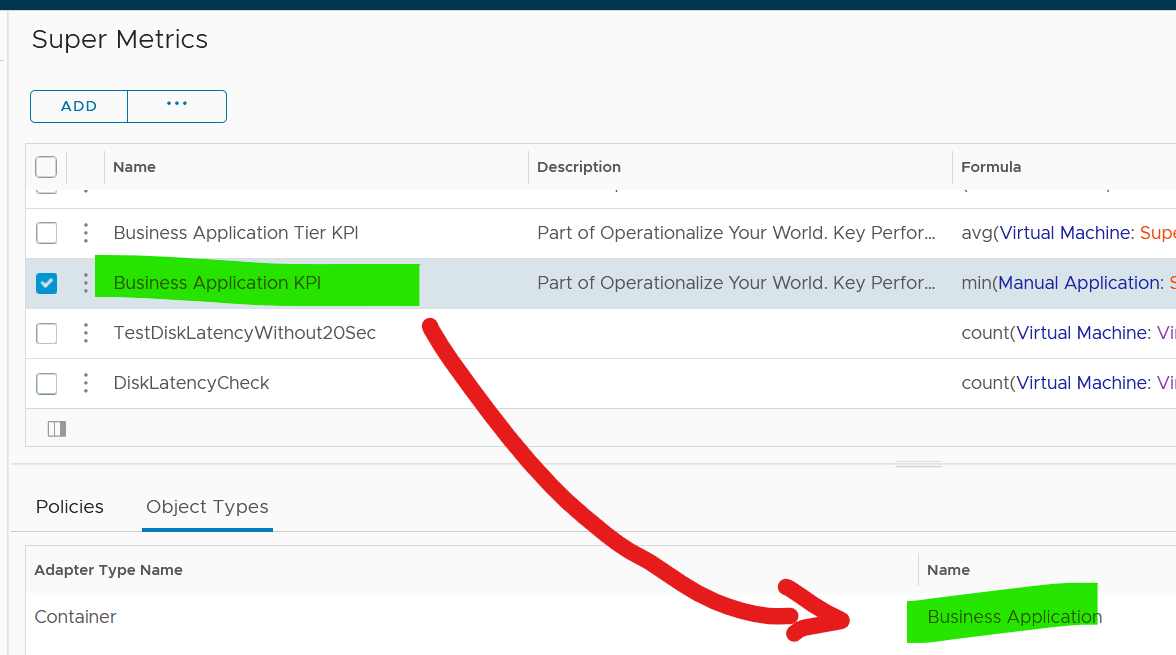 Super Metrics
ADD ...
Name Description Formula
Business Application Tier KPI Part of Operationalize Your World. Key Perfor... avg(Virtual Machine: Supe
Business Application KPI Part of Operationalize Your World. Key Perfor... min(Manual Application: S
TestDiskLatencyWithout20Sec count(Virtual Machine: Vi
DiskLatencyCheck count(Virtual Machine: Vi
Policies Object Types
Adapter Type Name Name
Container Business Application